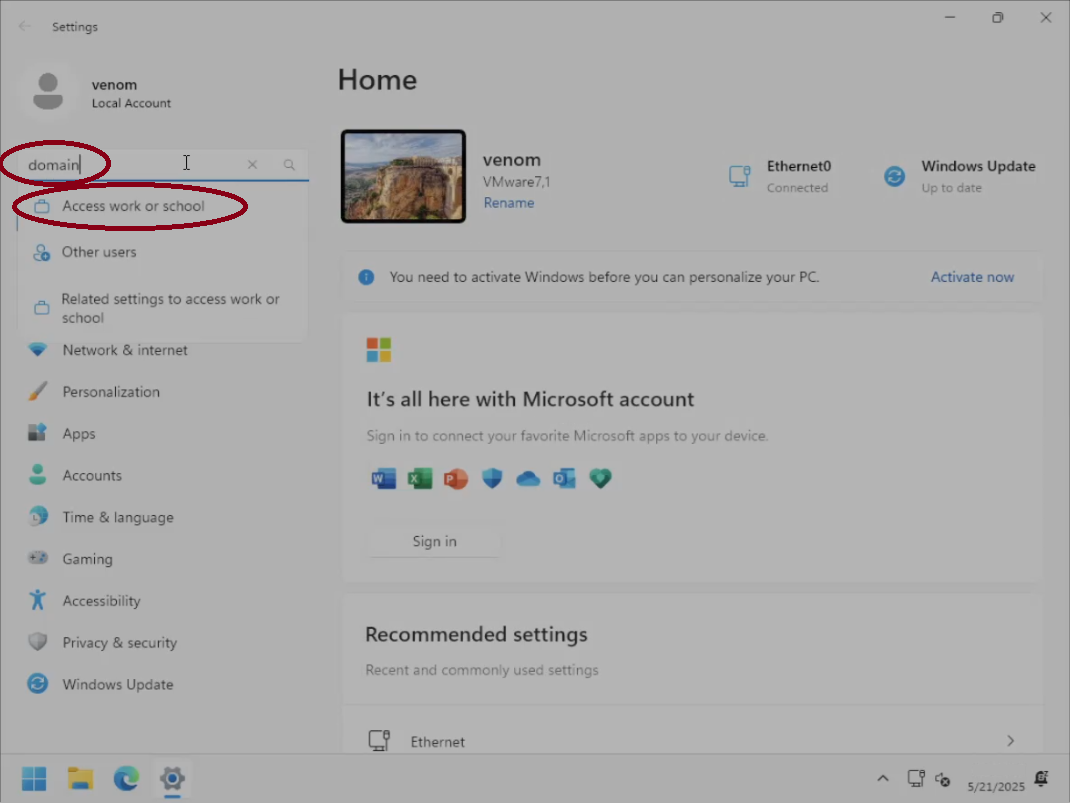 Settings
venom
Local Account
domain
Access work or school
Other users
Related settings to access work or
school
Network & internet
Personalization
Apps
Accounts
Time & language
Gaming
Accessibility
Privacy & security
Windows Update
Home
venom
VMware7,1
Rename
Ethernet0
Connected
Windows Update
Up to date
You need to activate Windows before you can personalize your PC.
Activate now
It's all here with Microsoft account
Sign in to connect your favorite Microsoft apps to your device.
Sign in
Recommended settings
Recent and commonly used settings
Ethernet
5/21/2025